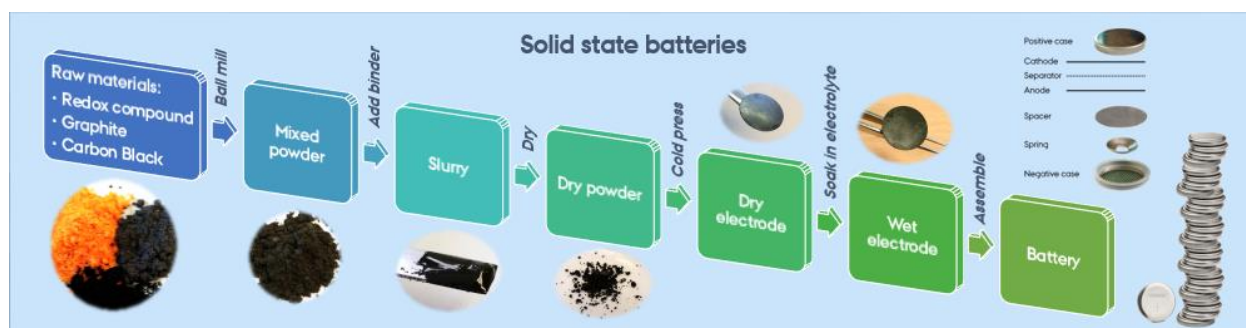 Solid state batteries
Raw materials:
• Redox compound
• Graphite
• Carbon Black
Ball mill
Mixed
powder
Add binder
Slurry
Dry
Dry powder
Cold press
Dry
electrode
Soak in electrolyte
Wet
electrode
Assemble
Battery
Positive case
Cathode
Separator
Anode
Spacer
Spring
Negative case